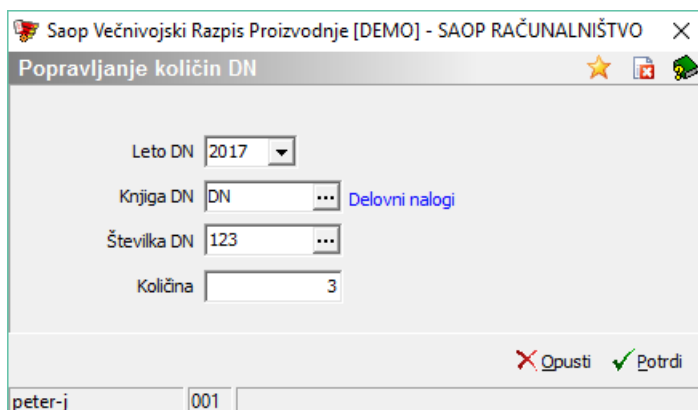 Saop Večnivojski Razpis Proizvodnje [DEMO] - SAOP RAČUNALNIŠTVO
Popravljanje količin DN
Leto DN 2017
Knjiga DN DN ... Delovni nalogi
Številka DN 123 ...
Količina 3
Opusti Potrdi
peter-j 001